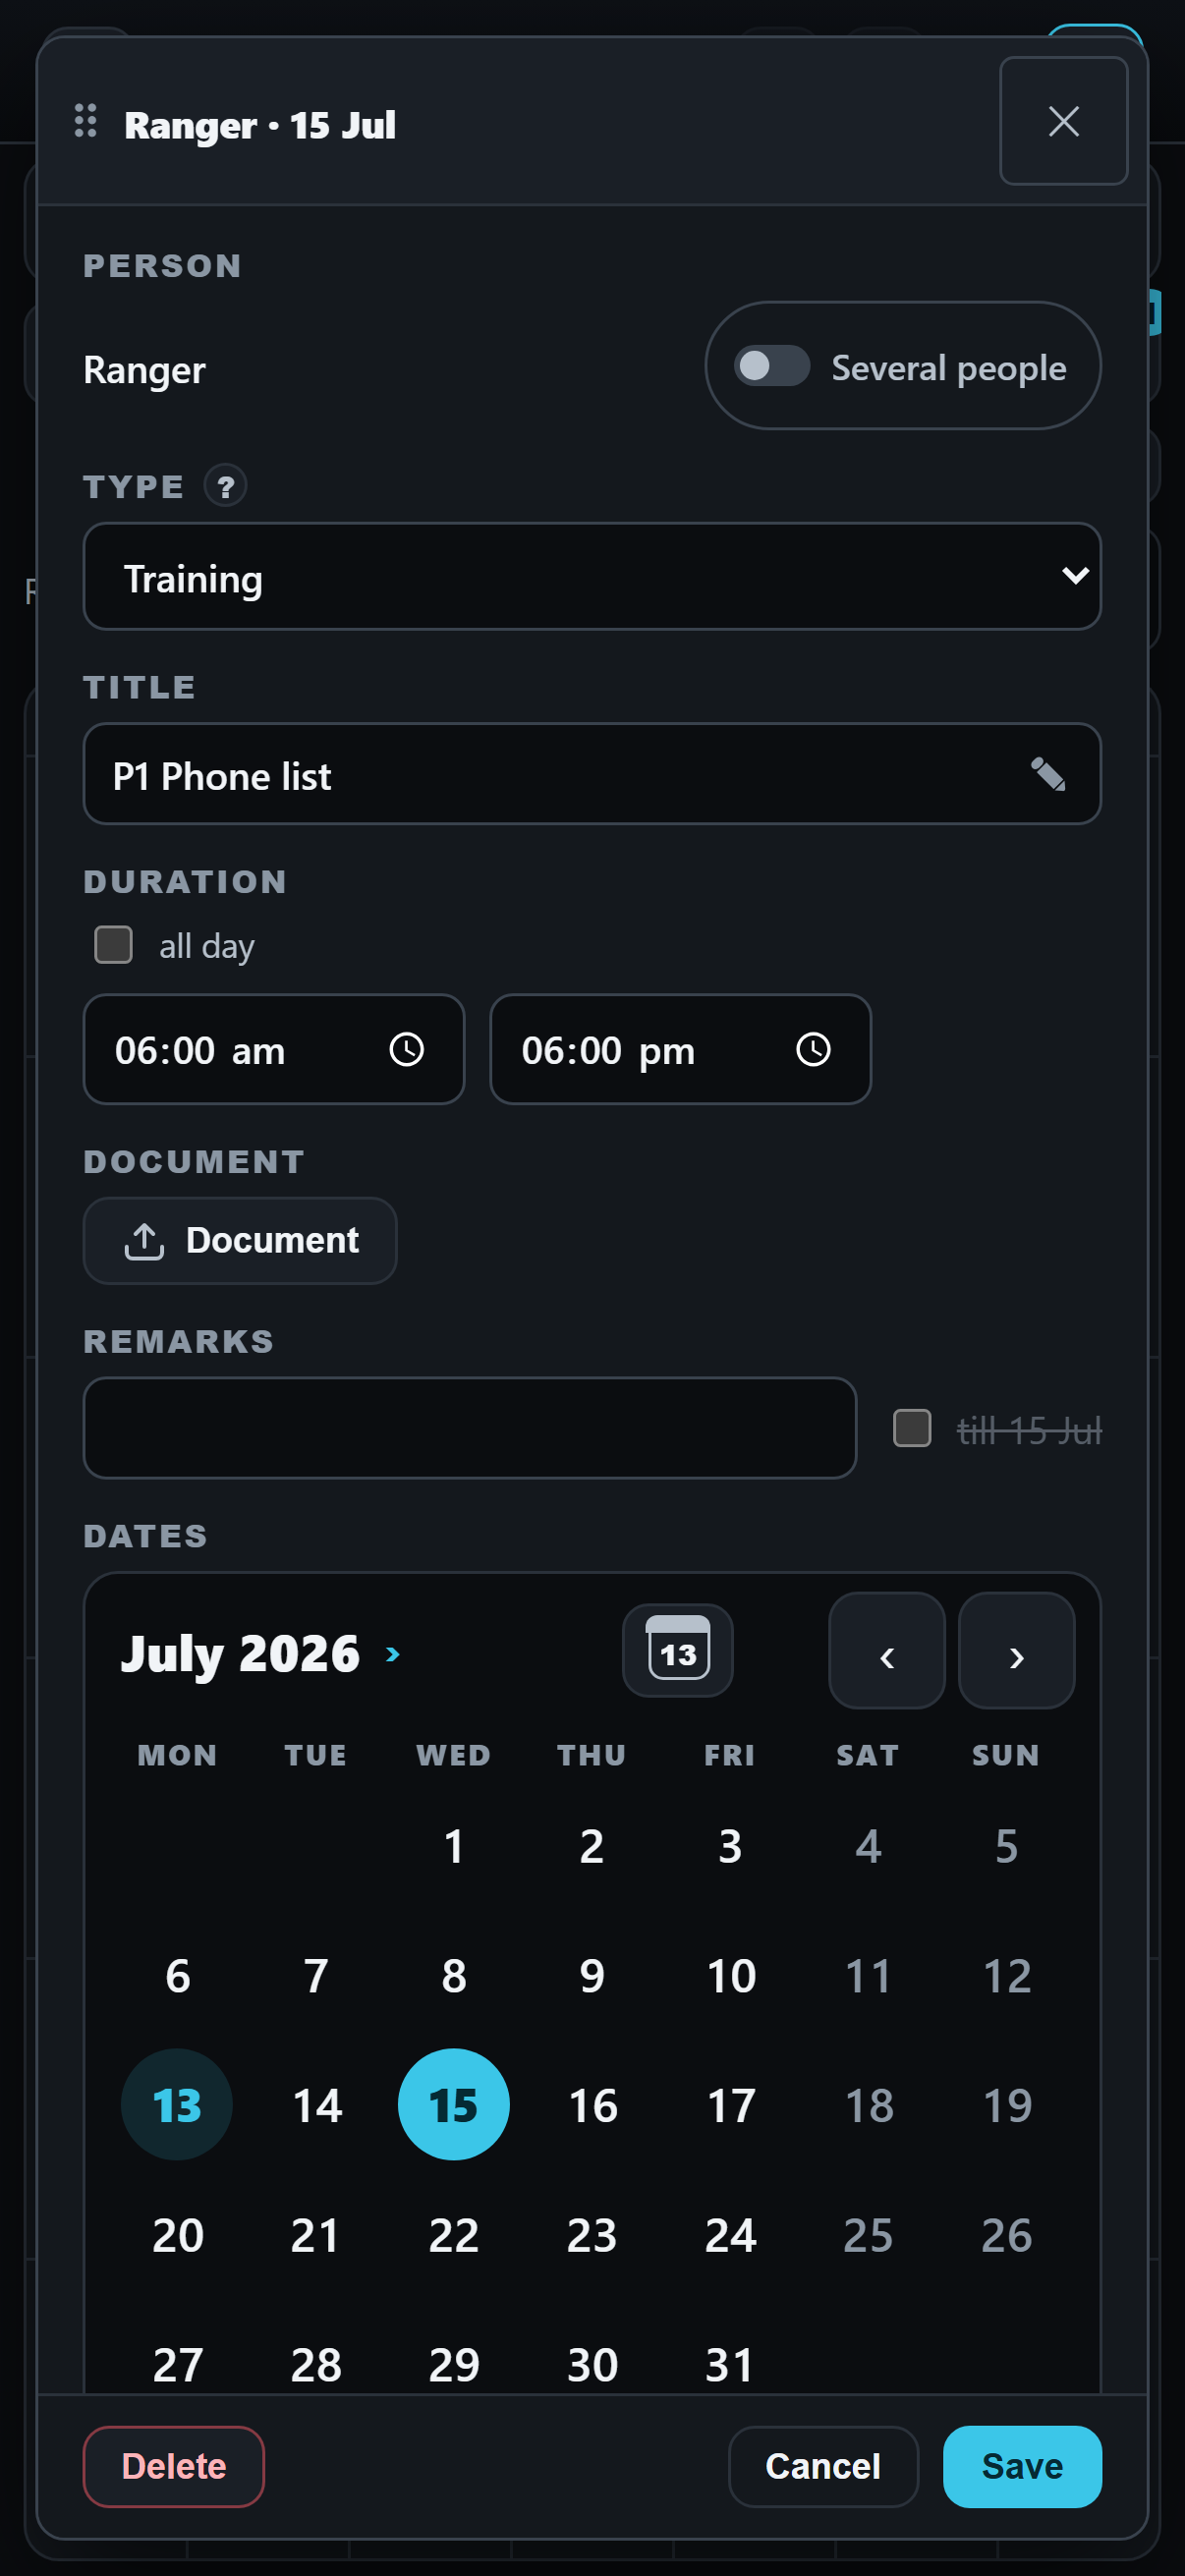 Ranger · 15 Jul
PERSON
Ranger
Several people
TYPE ?
Training
TITLE
P1 Phone list
DURATION
all day
06:00 am
06:00 pm
DOCUMENT
Document
REMARKS
till 15 Jul
DATES
July 2026 ›
13
‹ ›
MON TUE WED THU FRI SAT SUN
1 2 3 4 5
6 7 8 9 10 11 12
13 14 15 16 17 18 19
20 21 22 23 24 25 26
27 28 29 30 31
Delete
Cancel
Save